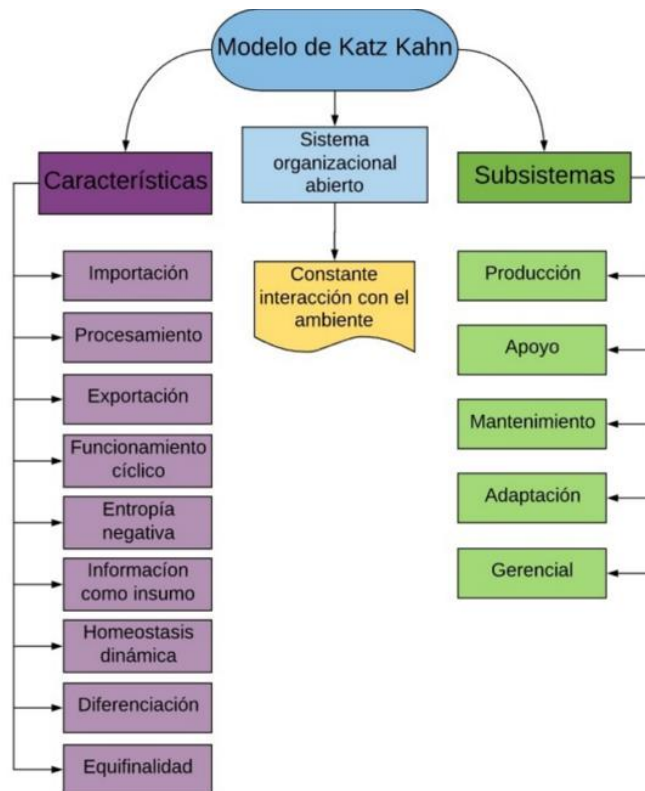 Modelo de Katz Kahn
Características
Importación
Procesamiento
Exportación
Funcionamiento
cíclico
Entropía
negativa
Informacíon
como insumo
Homeostasis
dinámica
Diferenciación
Equifinalidad
Sistema
organizacional
abierto
Constante
interacción con el
ambiente
Subsistemas
Producción
Apoyo
Mantenimiento
Adaptación
Gerencial